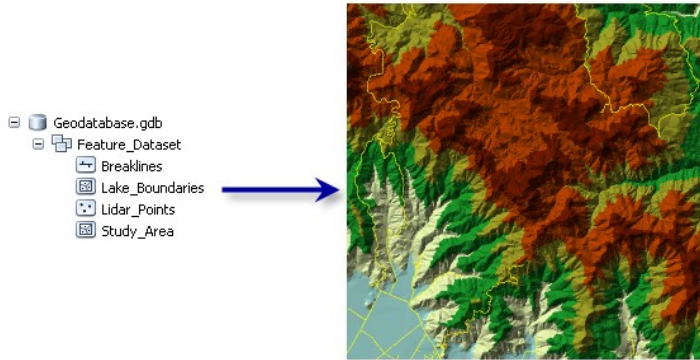 Geodatabase.gdb
Feature_Dataset
Breaklines
Lake_Boundaries
Lidar_Points
Study_Area